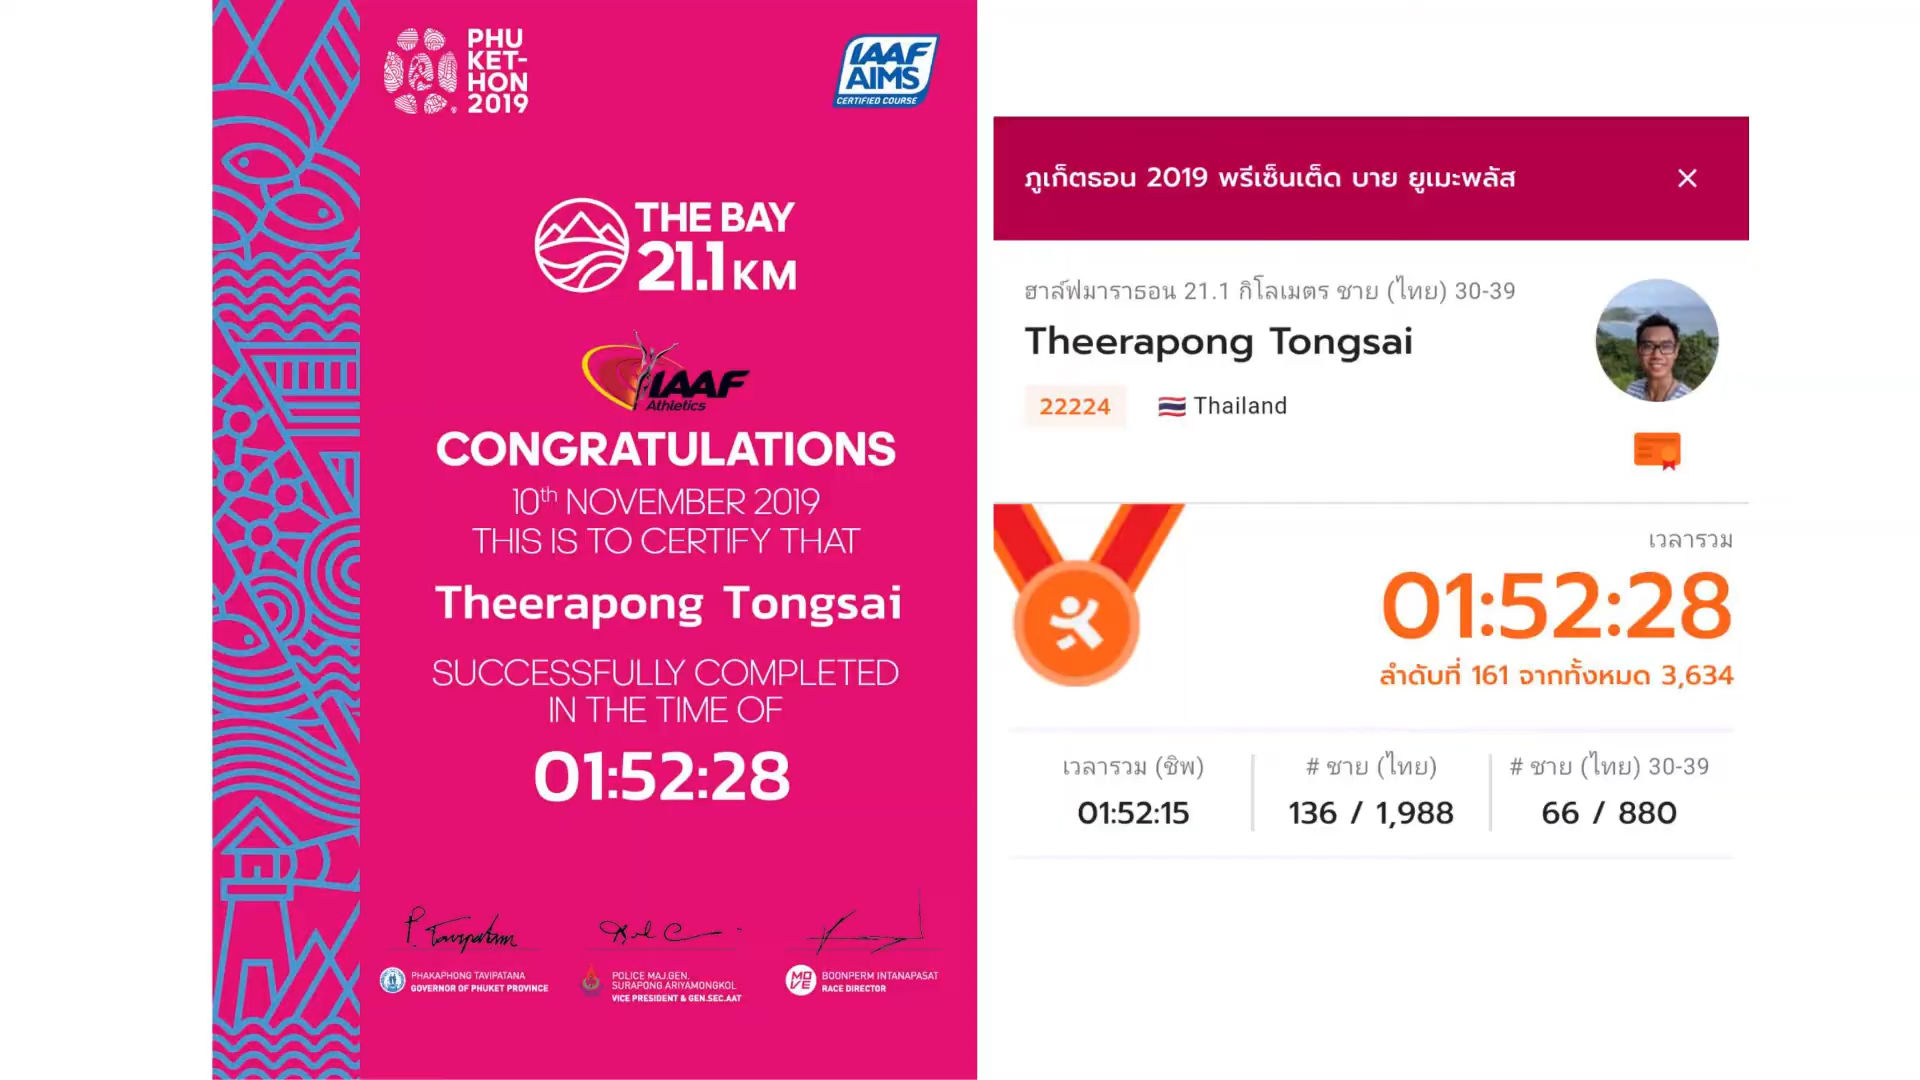 PHU
KET-
HON
2019
IAAF
AIMS
CERTIFIED COURSE
THE BAY
21.1 KM
IAAF
Athletics
CONGRATULATIONS
10th NOVEMBER 2019
THIS IS TO CERTIFY THAT
Theerapong Tongsai
SUCCESSFULLY COMPLETED
IN THE TIME OF
01:52:28
P. Tavipatana
PHAKAPHONG TAVIPATANA
GOVERNOR OF PHUKET PROVINCE
POLICE MAJ.GEN.
SURAPONG ARIYAMONGKOL
VICE PRESIDENT & GEN.SEC.AAT
MOVE
BOONPERM INTANAPASAT
RACE DIRECTOR
ภูเก็ตธอน 2019 พรีเซ็นเต็ด บาย ยูเมะพลัส
ฮาล์ฟมาราธอน 21.1 กิโลเมตร ชาย (ไทย) 30-39
Theerapong Tongsai
22224
Thailand
เวลารวม
01:52:28
ลำดับที่ 161 จากทั้งหมด 3,634
เวลารวม (ชิพ)
01:52:15
# ชาย (ไทย)
136 / 1,988
# ชาย (ไทย) 30-39
66 / 880